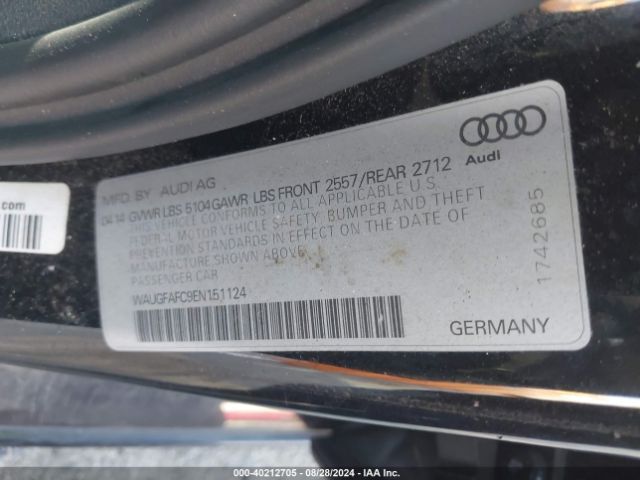 MFD. BY AUDI AG
04.14 GVWR LBS 5104 GAWR LBS FRONT 2557/REAR 2712
THIS VEHICLE CONFORMS TO ALL APPLICABLE U.S.
FEDERAL MOTOR VEHICLE SAFETY, BUMPER AND THEFT
PREVENTION STANDARDS IN EFFECT ON THE DATE OF
MANUFACTURE SHOWN ABOVE.
PASSENGER CAR
WAUGFAFC9EN151124
Audi
1742685
GERMANY
000-40212705 - 08/28/2024 - IAA Inc.